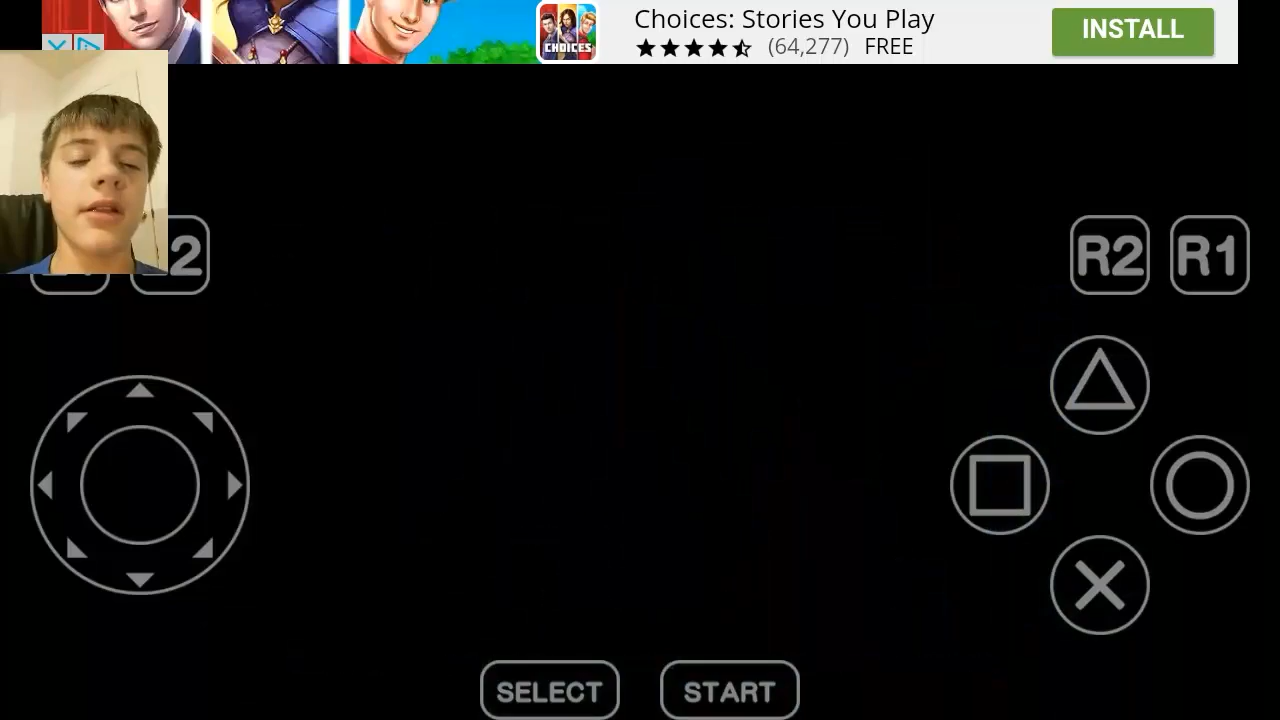 Choices: Stories You Play
(64,277) FREE
INSTALL
CHOICES
2
R2 R1
SELECT START